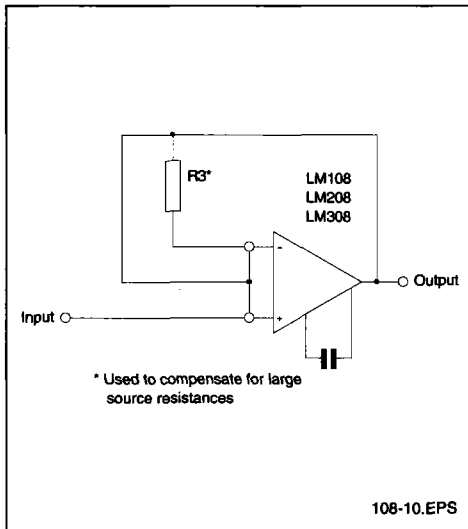 R3*
LM108
LM208
LM308
-
Output
Input
+
* Used to compensate for large
source resistances
108-10.EPS